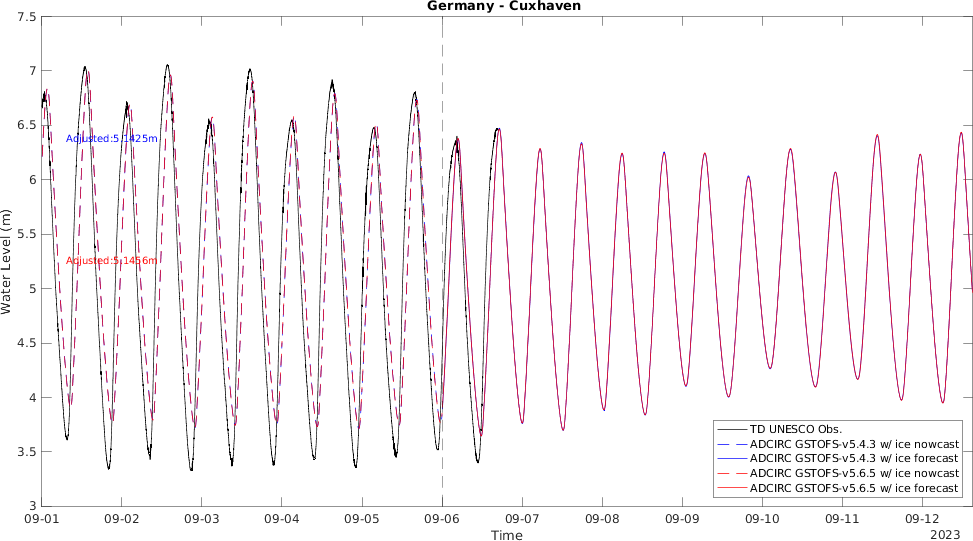 Germany - Cuxhaven
7.5
7
6.5
6
5.5
5
4.5
4
3.5
3
Water Level (m)
Adjusted:5.1425m
Adjusted:5.1456m
TD UNESCO Obs.
ADCIRC GSTOFS-v5.4.3 w/ ice nowcast
ADCIRC GSTOFS-v5.4.3 w/ ice forecast
ADCIRC GSTOFS-v5.6.5 w/ ice nowcast
ADCIRC GSTOFS-v5.6.5 w/ ice forecast
09-01 09-02 09-03 09-04 09-05 09-06 09-07 09-08 09-09 09-10 09-11 09-12
Time
2023